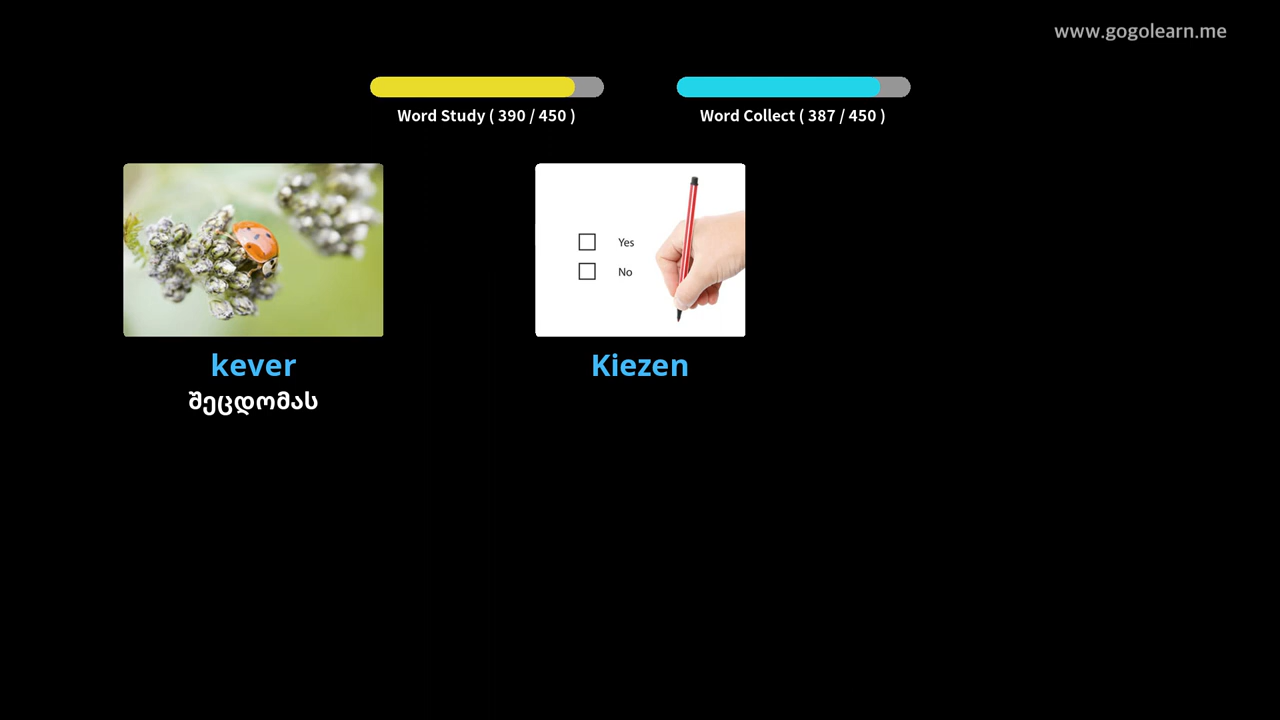 www.gogolearn.me
Word Study ( 390 / 450 )
Word Collect ( 387 / 450 )
Yes
No
kever
Kiezen
შეცდომას